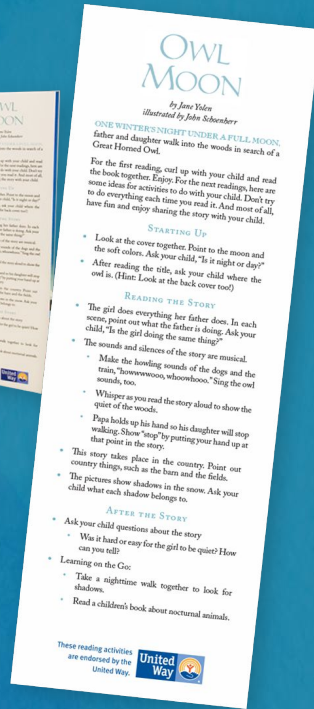 OWL
MOON
by Jane Yolen
illustrated by John Schoenherr
ONE WINTER'S NIGHT UNDER A FULL MOON,
father and daughter walk into the woods in search of a
Great Horned Owl.
For the first reading, curl up with your child and read
the book together. Enjoy. For the next readings, here are
some ideas for activities to do with your child. Don't try
to do everything each time you read it. And most of all,
have fun and enjoy sharing the story with your child.
STARTING UP
• Look at the cover together. Point to the moon and
the soft colors. Ask your child, "Is it night or day?"
• After reading the title, ask your child where the
owl is. (Hint: Look at the back cover too!)
READING THE STORY
• The girl does everything her father does. In each
scene, point out what the father is doing. Ask your
child, "Is the girl doing the same thing?"
• The sounds and silences of the story are musical.
• Make the howling sounds of the dogs and the
train, "howwwwooo, whoowhooo." Sing the owl
sounds, too.
• Whisper as you read the story aloud to show the
quiet of the woods.
• Papa holds up his hand so his daughter will stop
walking. Show "stop" by putting your hand up at
that point in the story.
• This story takes place in the country. Point out
country things, such as the barn and the fields.
• The pictures show shadows in the snow. Ask your
child what each shadow belongs to.
AFTER THE STORY
• Ask your child questions about the story
• Was it hard or easy for the girl to be quiet? How
can you tell?
• Learning on the Go:
• Take a nighttime walk together to look for
shadows.
• Read a children's book about nocturnal animals.
These reading activities
are endorsed by the
United Way.
United
Way
United
Way